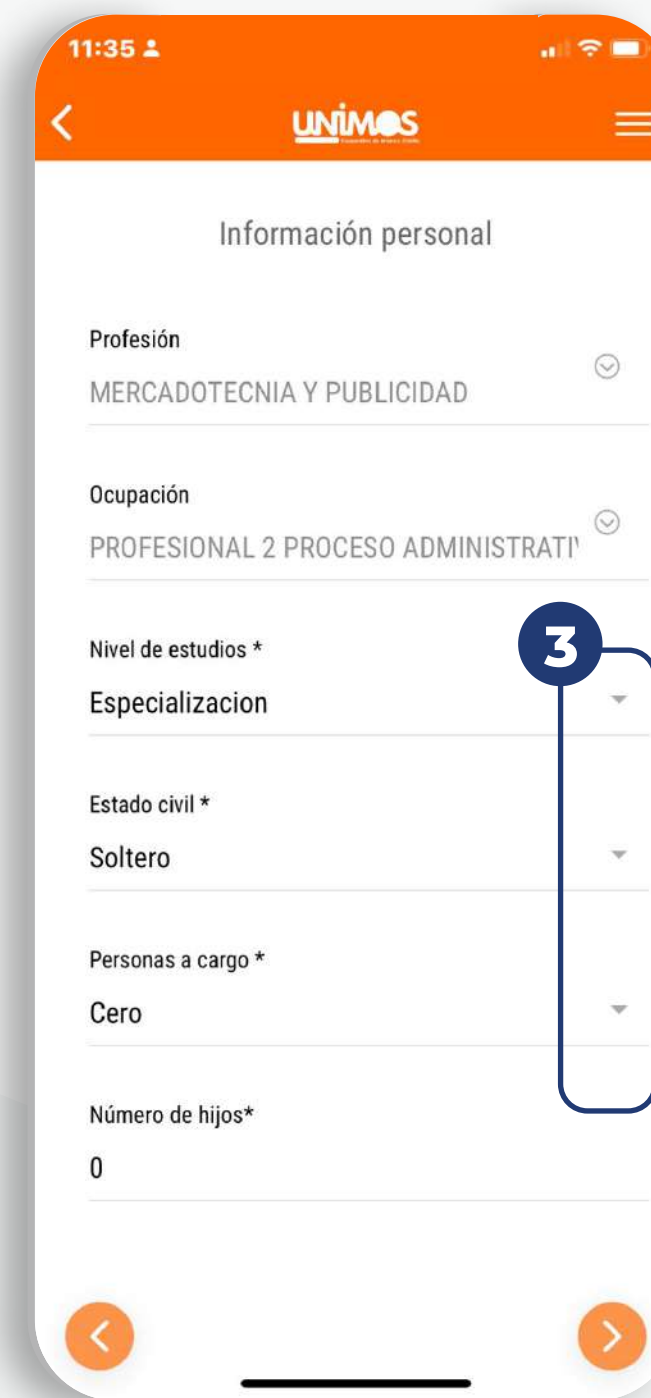 11:35
UNIMOS
Información personal
Profesión
MERCADOTECNIA Y PUBLICIDAD
Ocupación
PROFESIONAL 2 PROCESO ADMINISTRATIV
Nivel de estudios *
3
Especializacion
Estado civil *
Soltero
Personas a cargo *
Cero
Número de hijos*
0